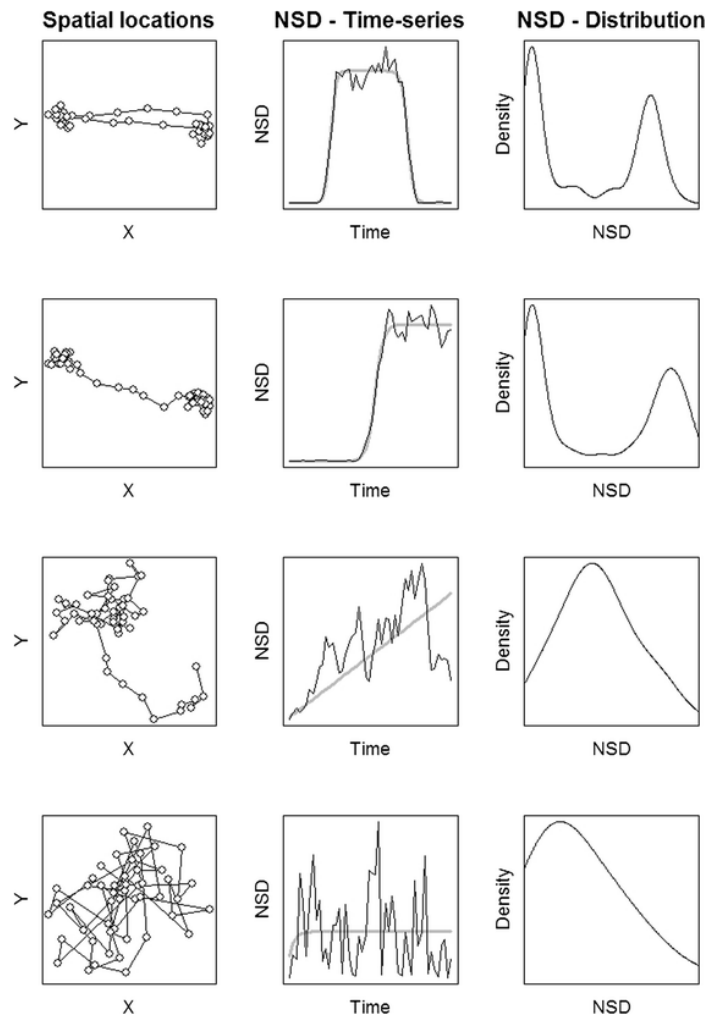 Spatial locations
NSD - Time-series
NSD - Distribution
Y
X
NSD
Time
Density
NSD
Y
X
NSD
Time
Density
NSD
Y
X
NSD
Time
Density
NSD
Y
X
NSD
Time
Density
NSD